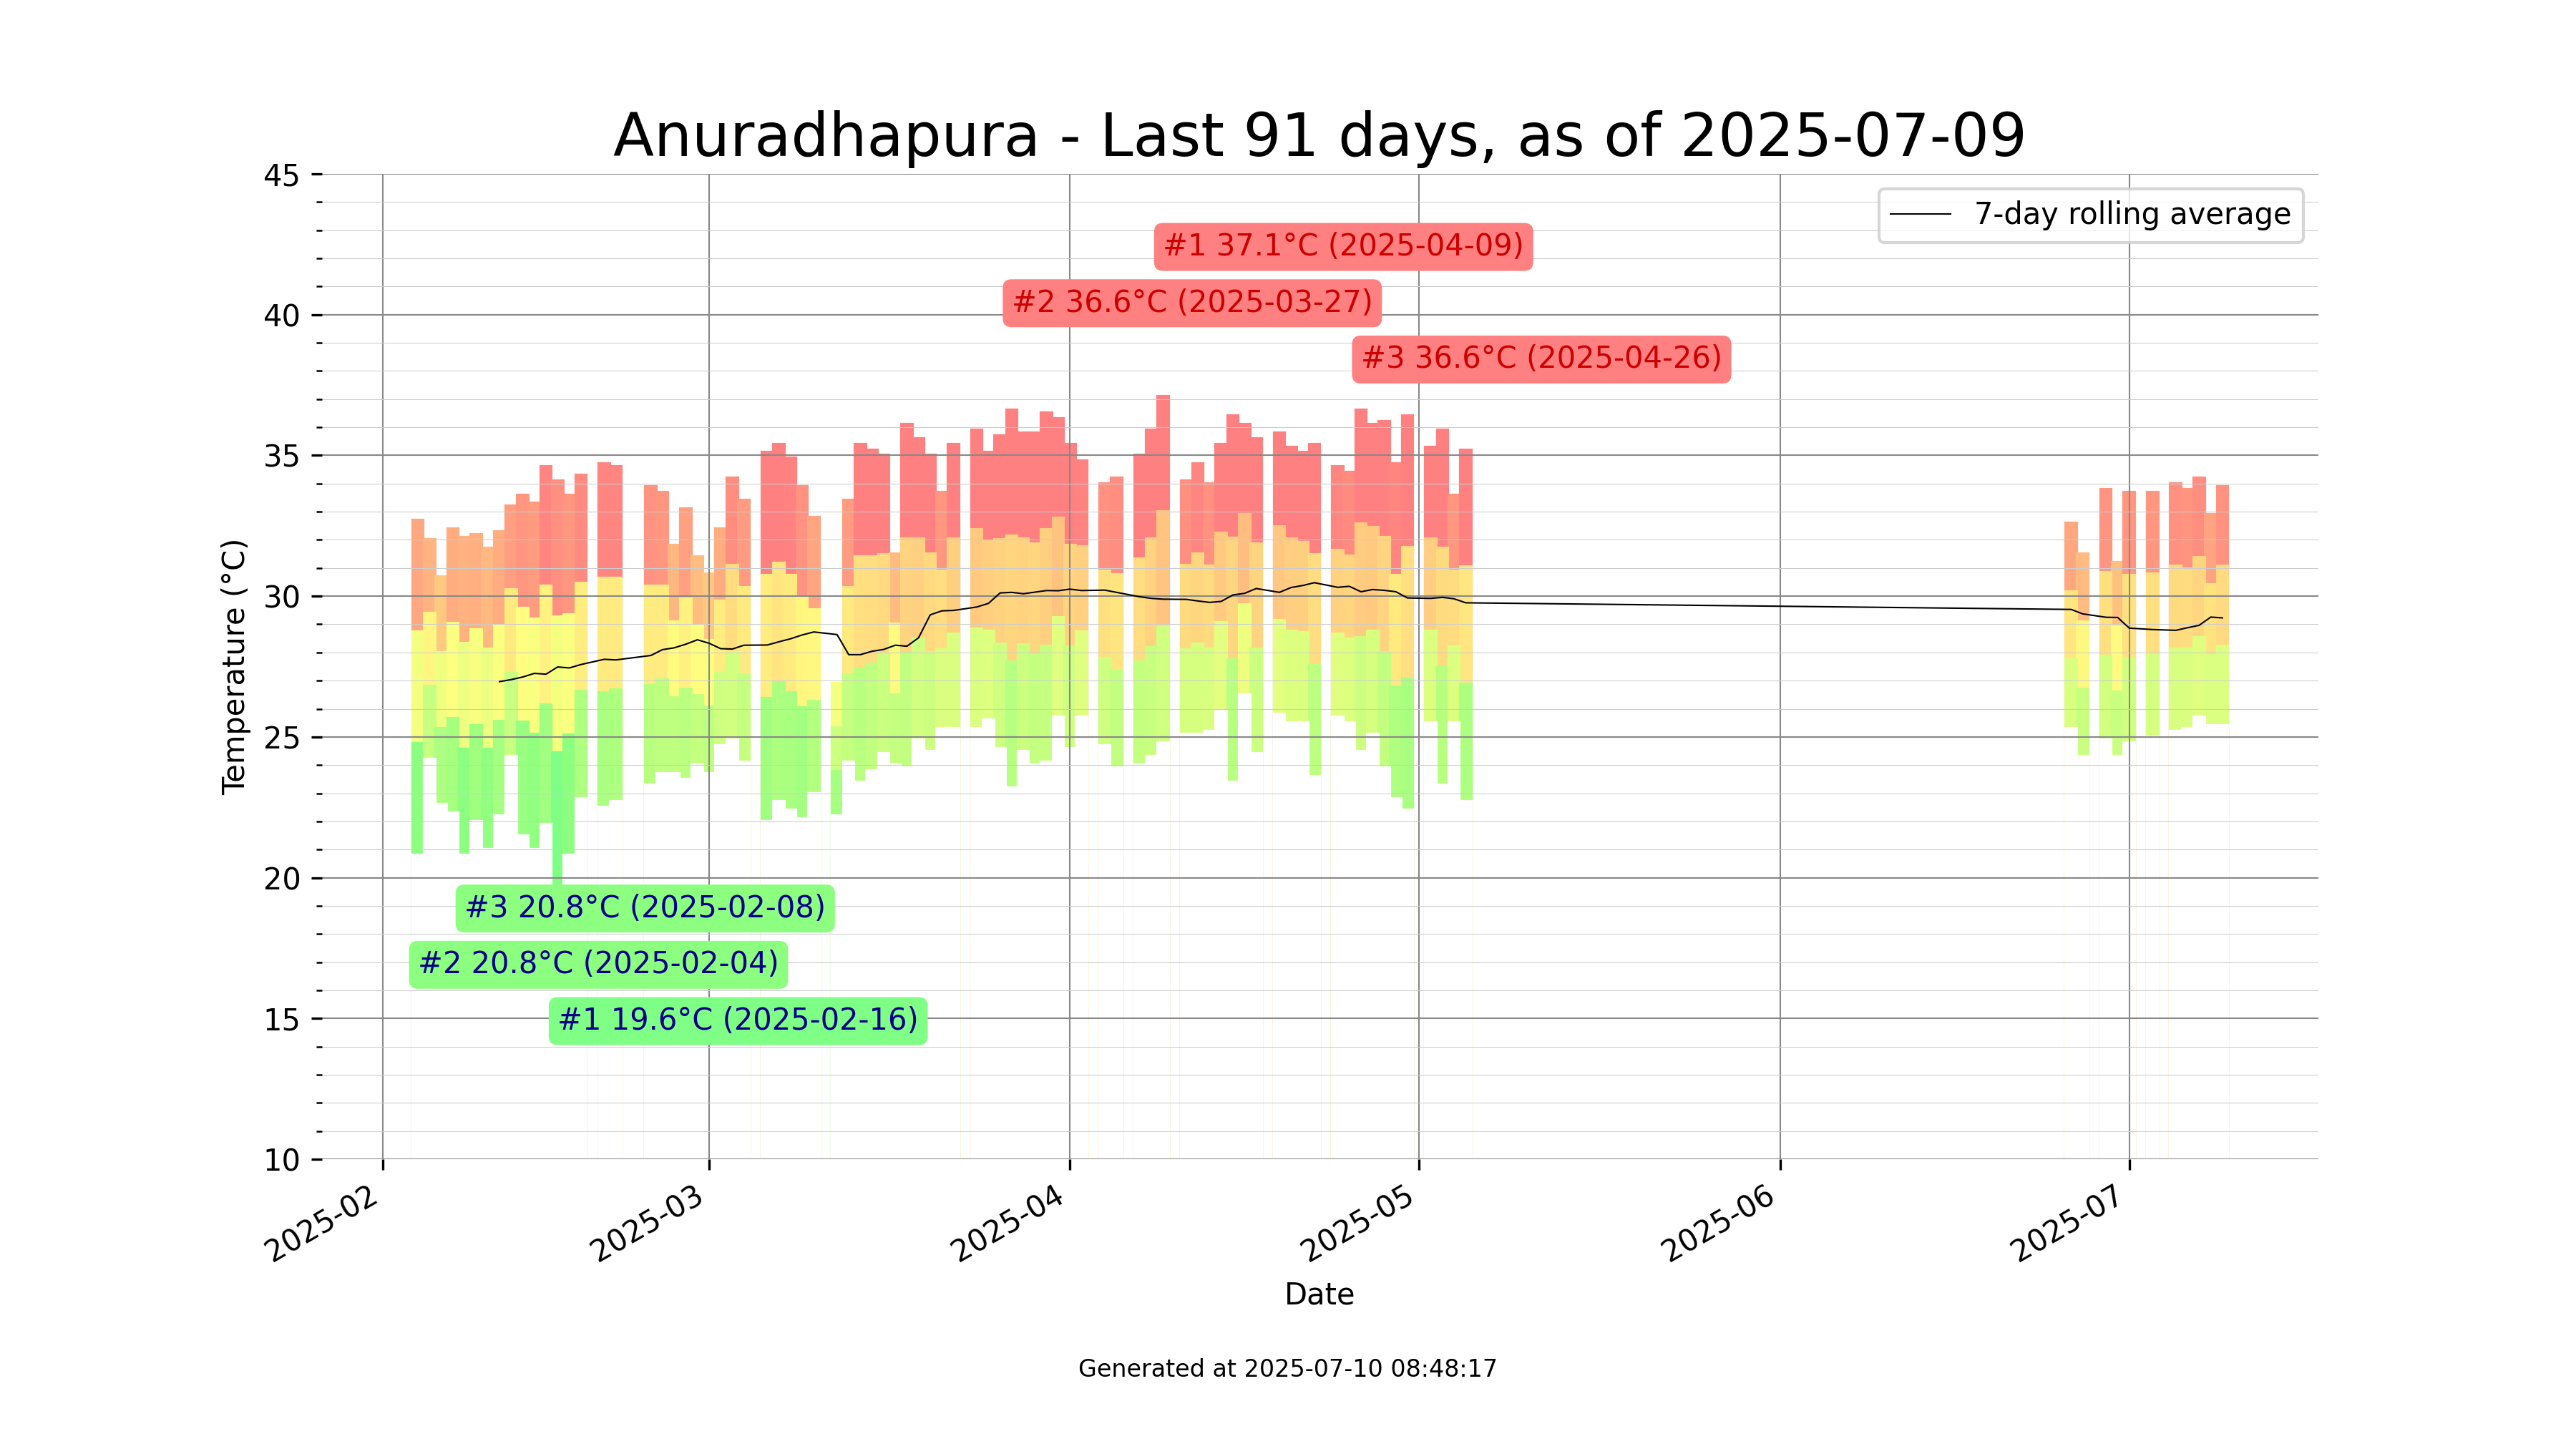 Anuradhapura - Last 91 days, as of 2025-07-09
45
40
35
30
25
20
15
10
Temperature (°C)
7-day rolling average
#1 37.1°C (2025-04-09)
#2 36.6°C (2025-03-27)
#3 36.6°C (2025-04-26)
#3 20.8°C (2025-02-08)
#2 20.8°C (2025-02-04)
#1 19.6°C (2025-02-16)
2025-02
2025-03
2025-04
2025-05
2025-06
2025-07
Date
Generated at 2025-07-10 08:48:17